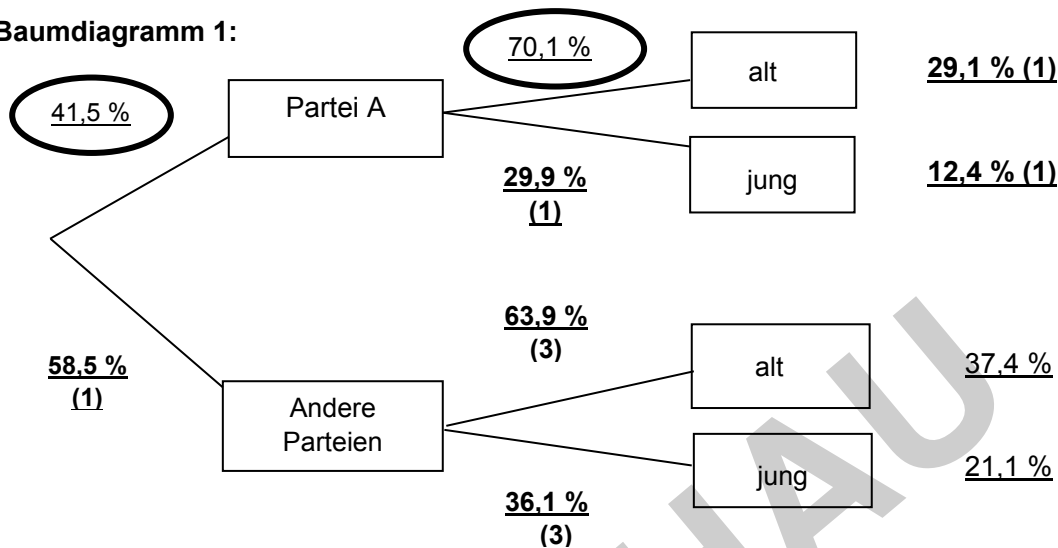 Baumdiagramm 1:
70,1 %
alt
29,1 % (1)
41,5 %
Partei A
29,9 %
(1)
jung
12,4 % (1)
63,9 %
(3)
58,5 %
(1)
alt
37,4 %
Andere
Parteien
jung
21,1 %
36,1 %
(3)